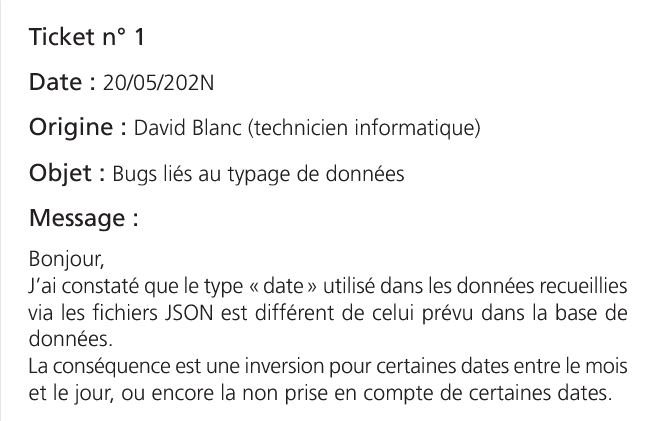 Ticket n° 1
Date : 20/05/202N
Origine : David Blanc (technicien informatique)
Objet : Bugs liés au typage de données
Message :
Bonjour,
J’ai constaté que le type « date » utilisé dans les données recueillies
via les fichiers JSON est différent de celui prévu dans la base de
données.
La conséquence est une inversion pour certaines dates entre le mois
et le jour, ou encore la non prise en compte de certaines dates.